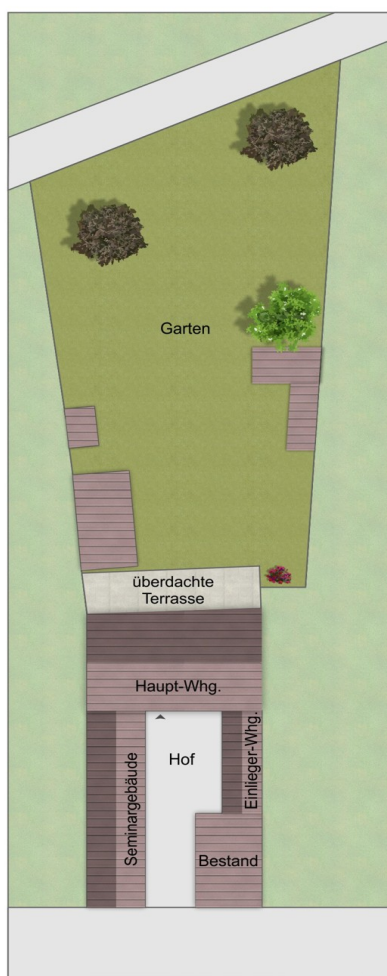 Garten
überdachte
Terrasse
Haupt-Whg.
Hof
Seminargebäude
Einlieger-Whg.
Bestand